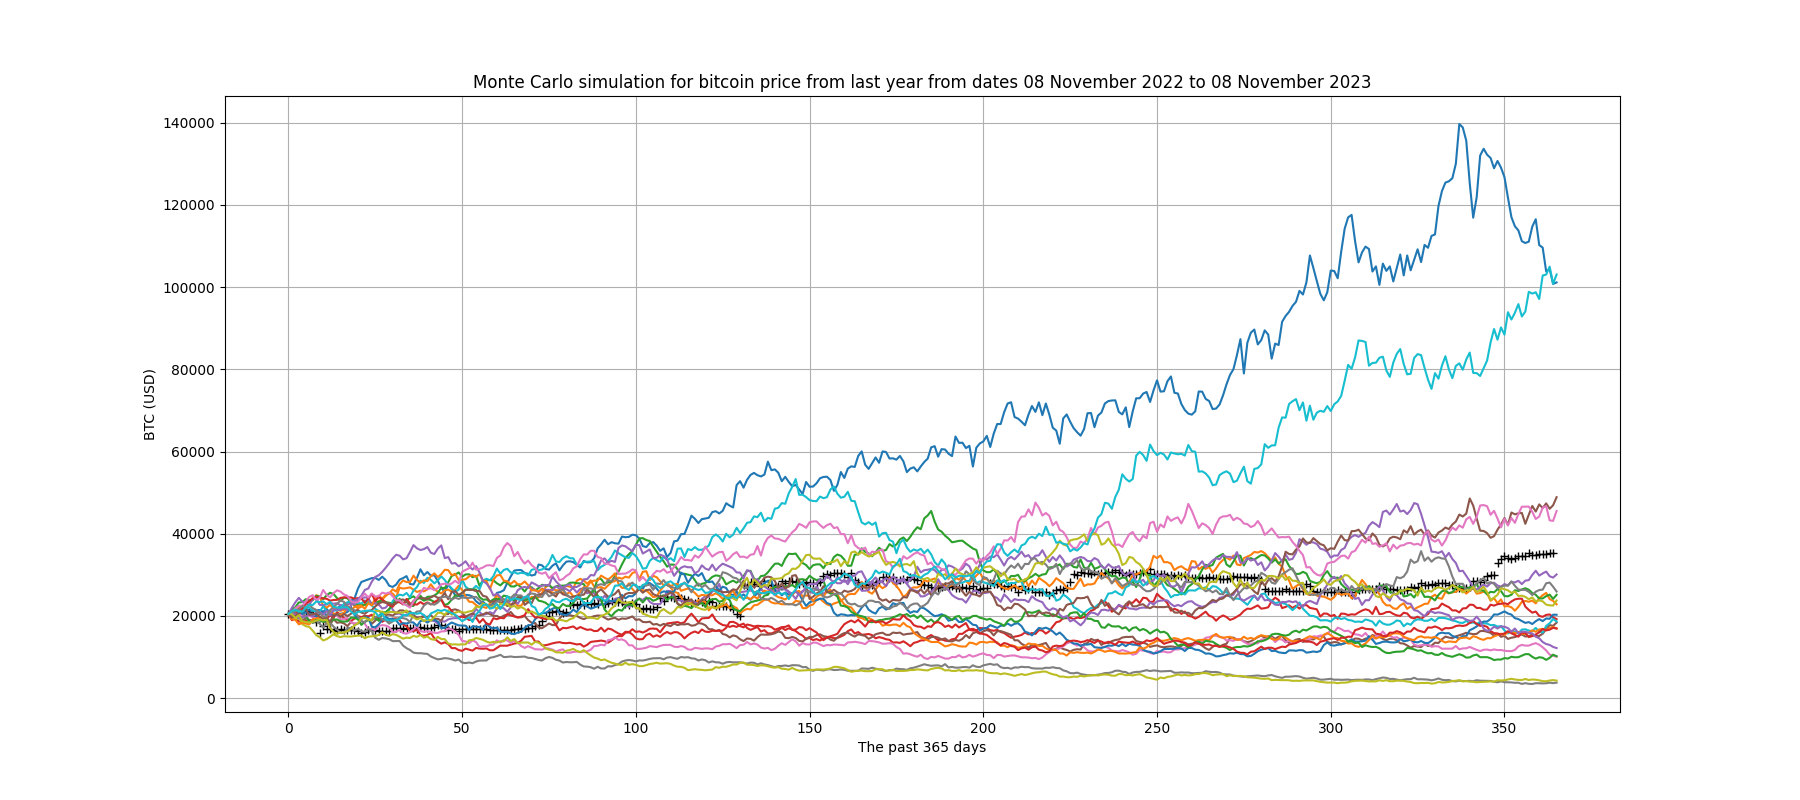 Monte Carlo simulation for bitcoin price from last year from dates 08 November 2022 to 08 November 2023
140000
120000
100000
80000
60000
40000
20000
0
BTC (USD)
0 50 100 150 200 250 300 350
The past 365 days